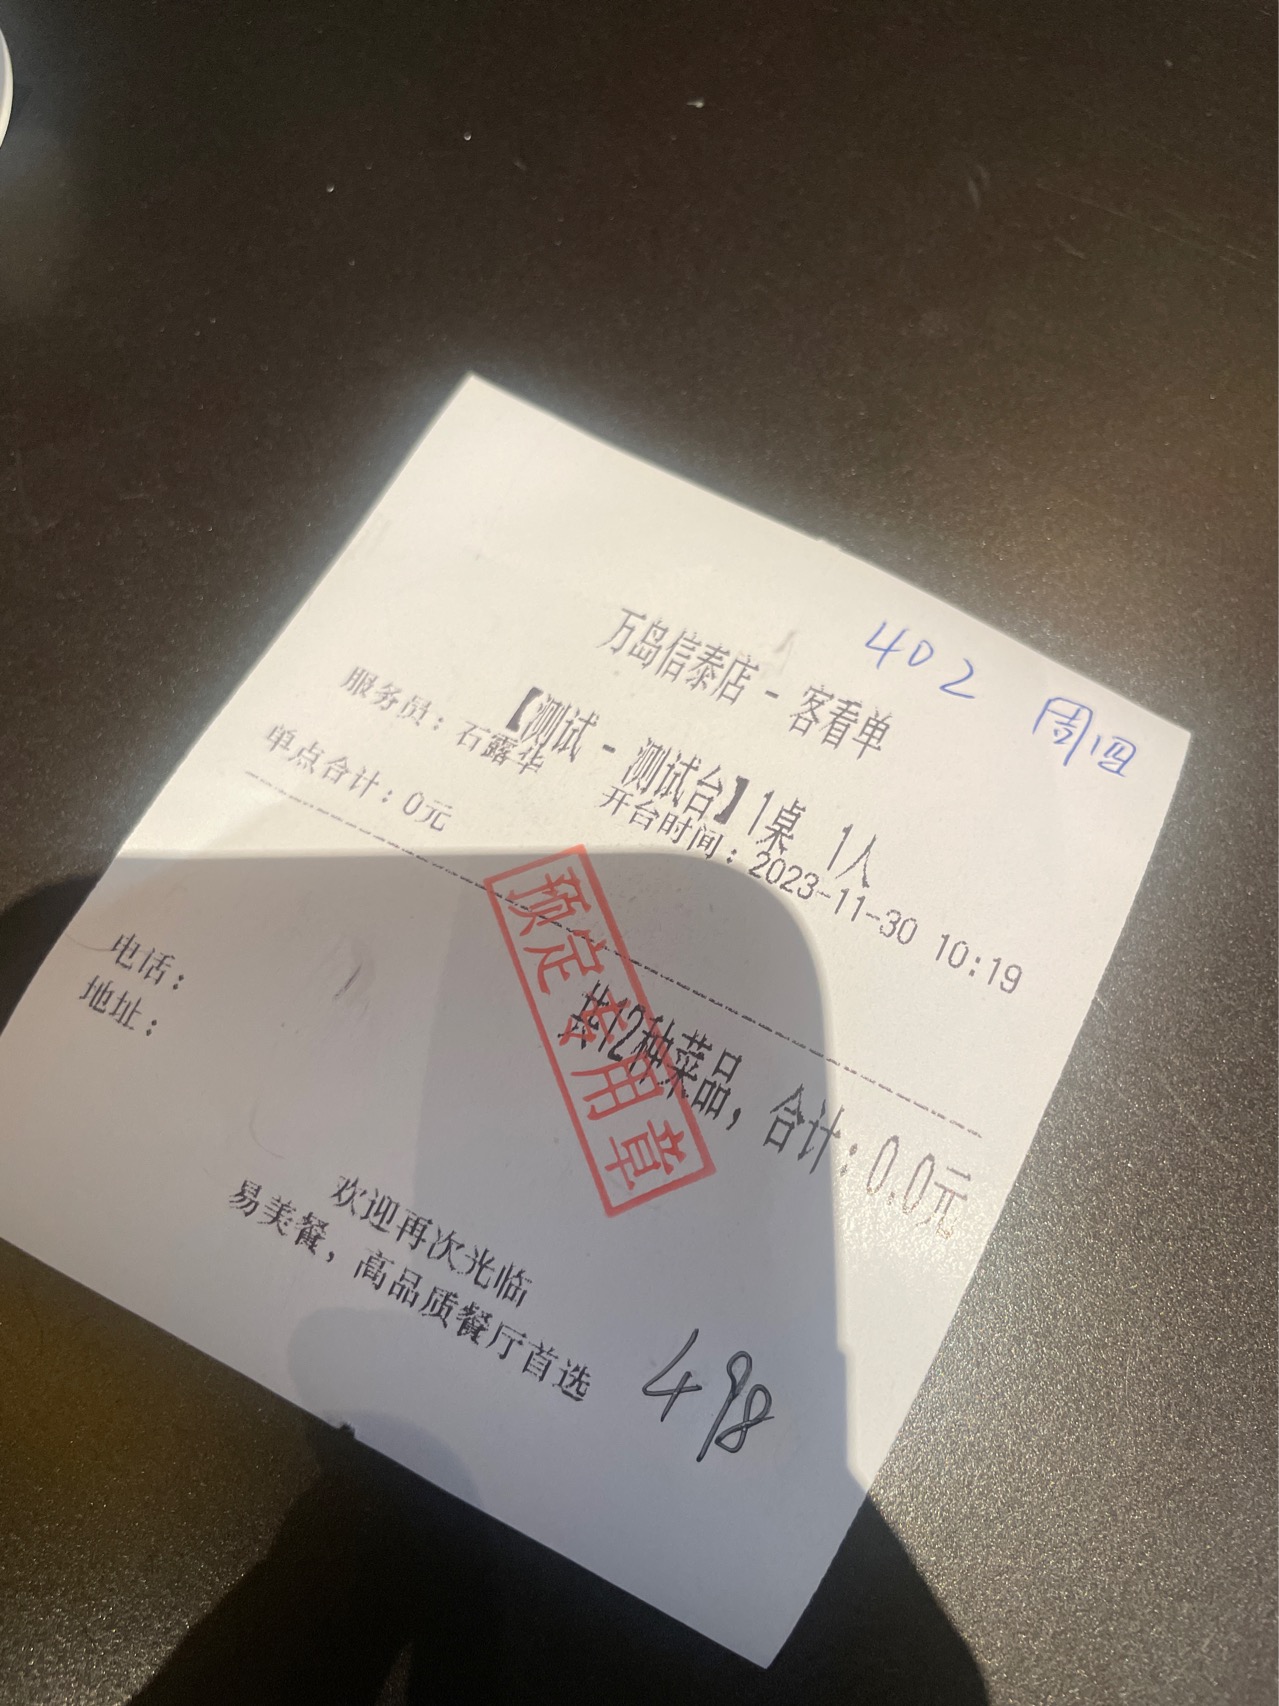 402 周四
万岛信泰店 - 客看单
【测试 - 测试台】1桌 1人
服务员：石露华
开台时间：2023-11-30 10:19
单点合计：0元
共12种菜品，合计：0.0元
预定专用章
电话：
地址：
欢迎再次光临
易美餐，高品质餐厅首选
498